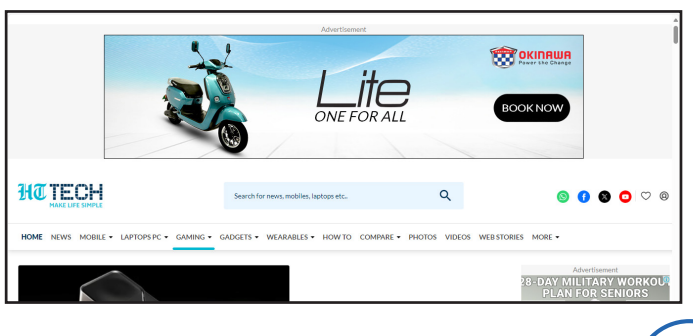 Advertisement
OKINAWA
Power the Change
Lite
ONE FOR ALL
BOOK NOW
HT TECH
MAKE LIFE SIMPLE
Search for news, mobiles, laptops etc..
HOME NEWS MOBILE LAPTOPS PC GAMING GADGETS WEARABLES HOW TO COMPARE PHOTOS VIDEOS WEB STORIES MORE
Advertisement
28-DAY MILITARY WORKOU
PLAN FOR SENIORS